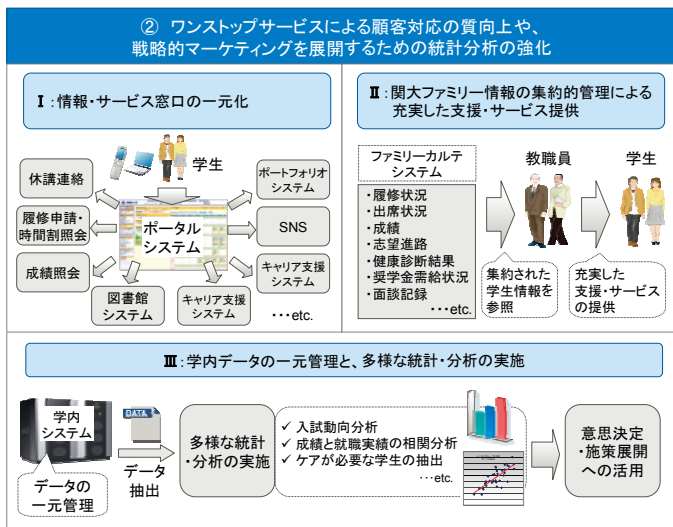 ② ワンストップサービスによる顧客対応の質向上や、
戦略的マーケティングを展開するための統計分析の強化
Ⅰ：情報・サービス窓口の一元化
学生
休講連絡
履修申請・
時間割照会
成績照会
図書館
システム
キャリア支援
システム
ポータル
システム
ポートフォリオ
システム
SNS
キャリア支援
システム
…etc.
Ⅱ：関大ファミリー情報の集約的管理による
充実した支援・サービス提供
ファミリーカルテ
システム
・履修状況
・出席状況
・成績
・志望進路
・健康診断結果
・奨学金需給状況
・面談記録
…etc.
教職員
学生
集約された
学生情報を
参照
充実した
支援・サービス
の提供
Ⅲ：学内データの一元管理と、多様な統計・分析の実施
学内
システム
データの
一元管理
DATA
データ
抽出
多様な統計
・分析の実施
✓ 入試動向分析
✓ 成績と就職実績の相関分析
✓ ケアが必要な学生の抽出
…etc.
意思決定
・施策展開
への活用